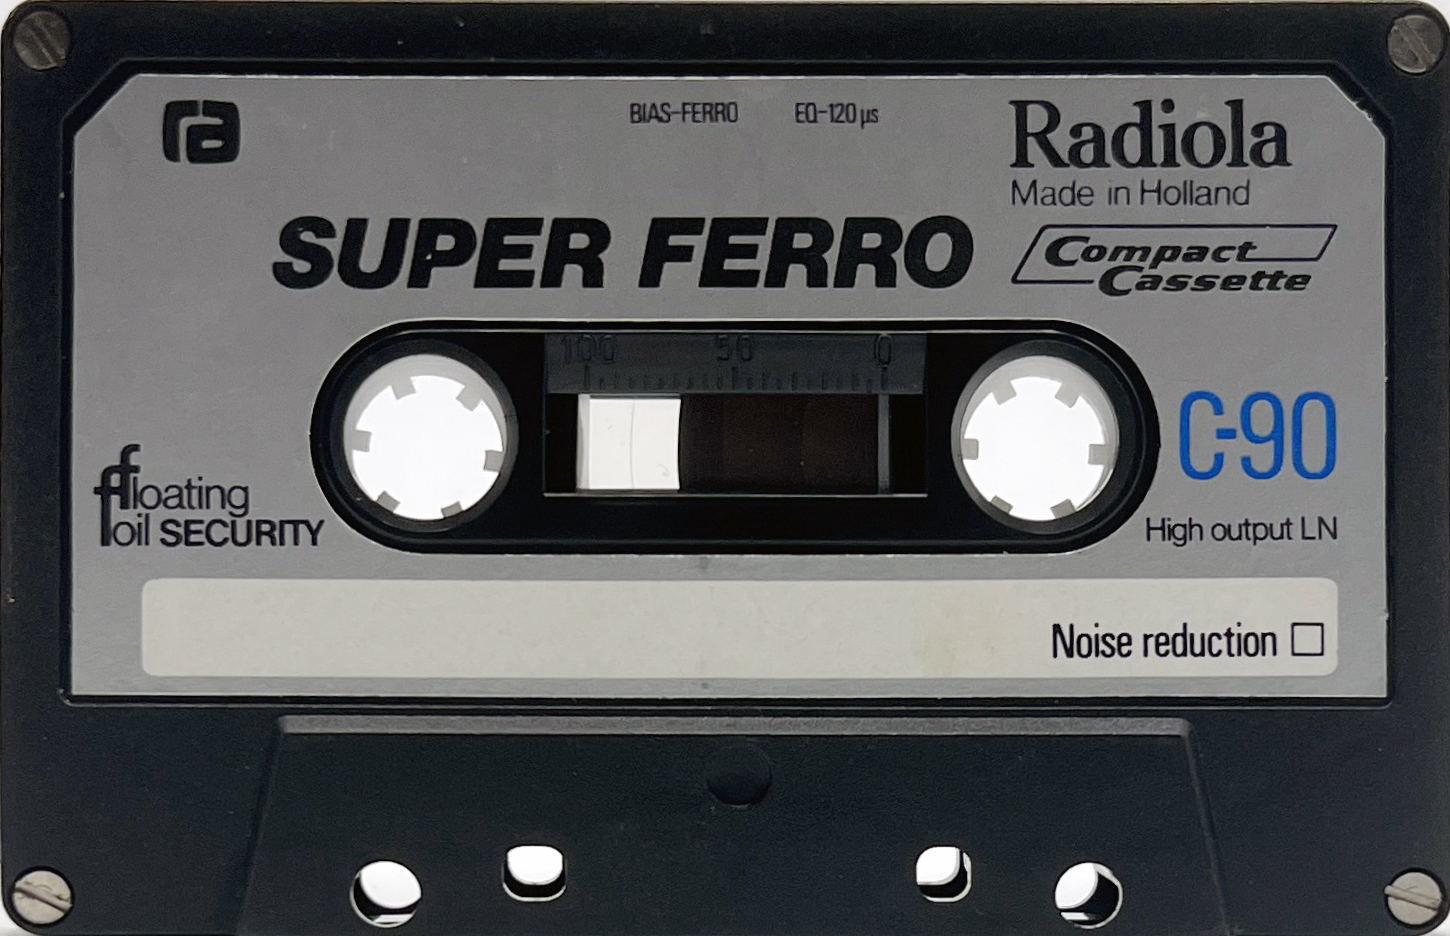 ra
BIAS-FERRO EQ-120 µs
Radiola
Made in Holland
SUPER FERRO
Compact
Cassette
100 50 0
C-90
floating
foil SECURITY
High output LN
Noise reduction